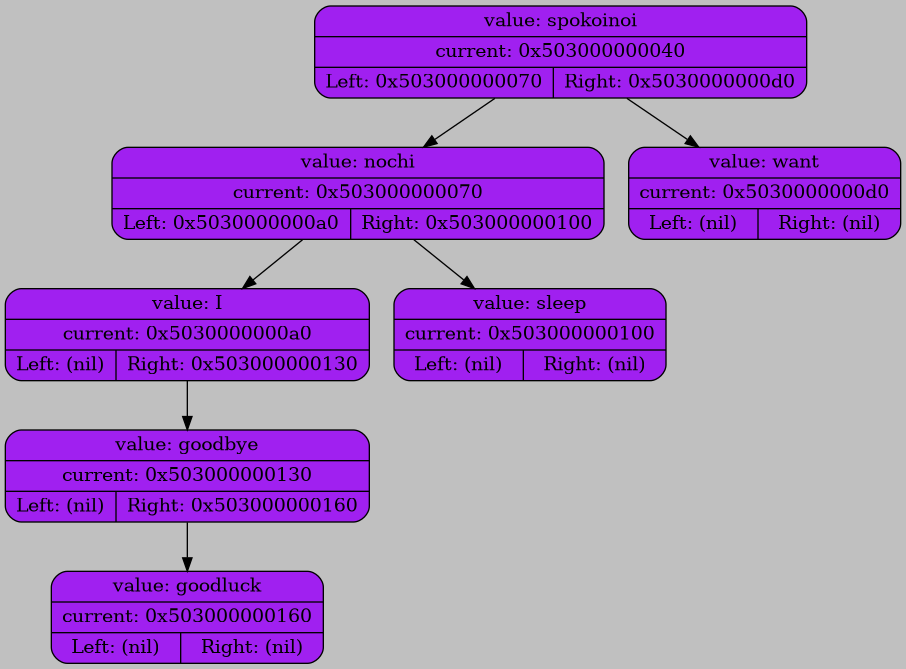 value: spokoinoi
current: 0x503000000040
Left: 0x503000000070 Right: 0x5030000000d0
value: nochi
current: 0x503000000070
Left: 0x5030000000a0 Right: 0x503000000100
value: want
current: 0x5030000000d0
Left: (nil) Right: (nil)
value: I
current: 0x5030000000a0
Left: (nil) Right: 0x503000000130
value: sleep
current: 0x503000000100
Left: (nil) Right: (nil)
value: goodbye
current: 0x503000000130
Left: (nil) Right: 0x503000000160
value: goodluck
current: 0x503000000160
Left: (nil) Right: (nil)